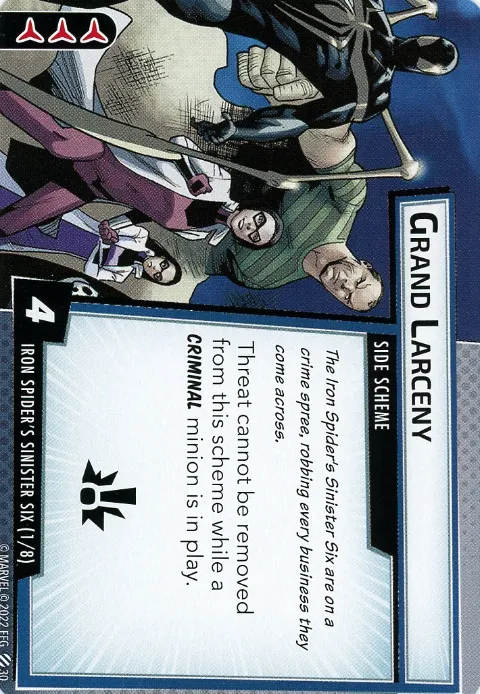 GRAND LARCENY
SIDE SCHEME
The Iron Spider's Sinister Six are on a
crime spree, robbing every business they
come across.
Threat cannot be removed
from this scheme while a
CRIMINAL minion is in play.
4
IRON SPIDER'S SINISTER SIX (1/8)
© MARVEL © 2022 FFG
30